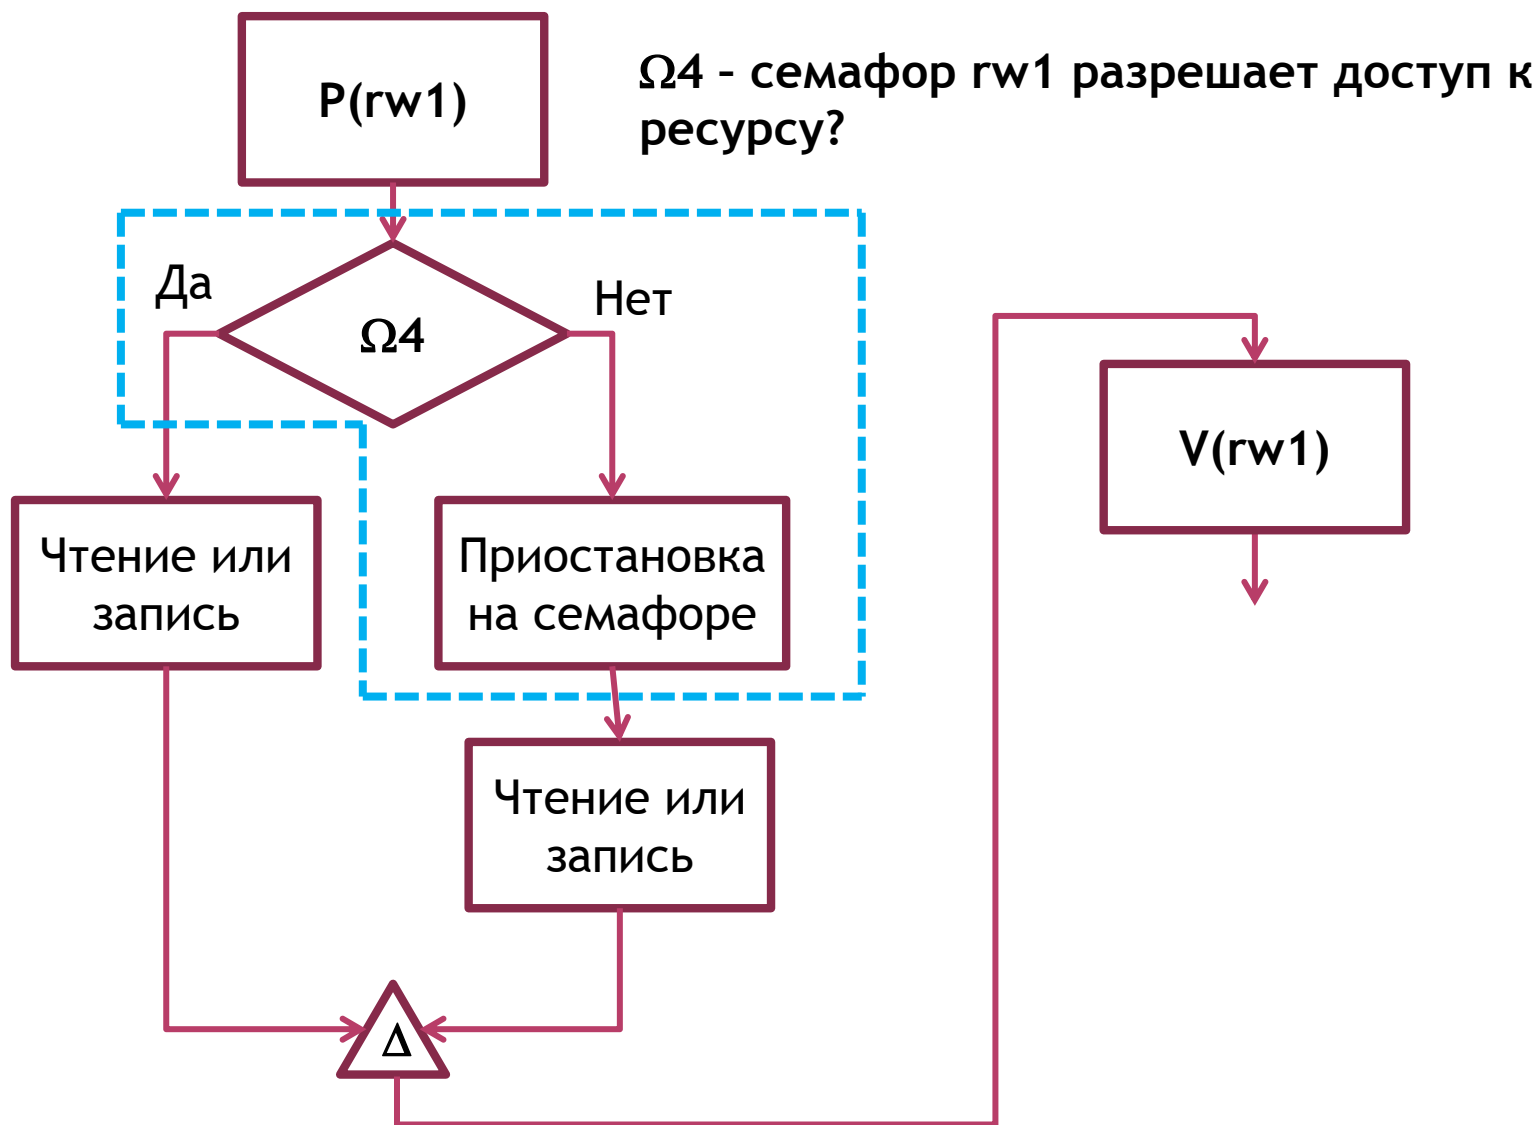 P(rw1)
Ω4 – семафор rw1 разрешает доступ к
ресурсу?
Да
Нет
Ω4
V(rw1)
Чтение или
запись
Приостановка
на семафоре
Чтение или
запись
Δ